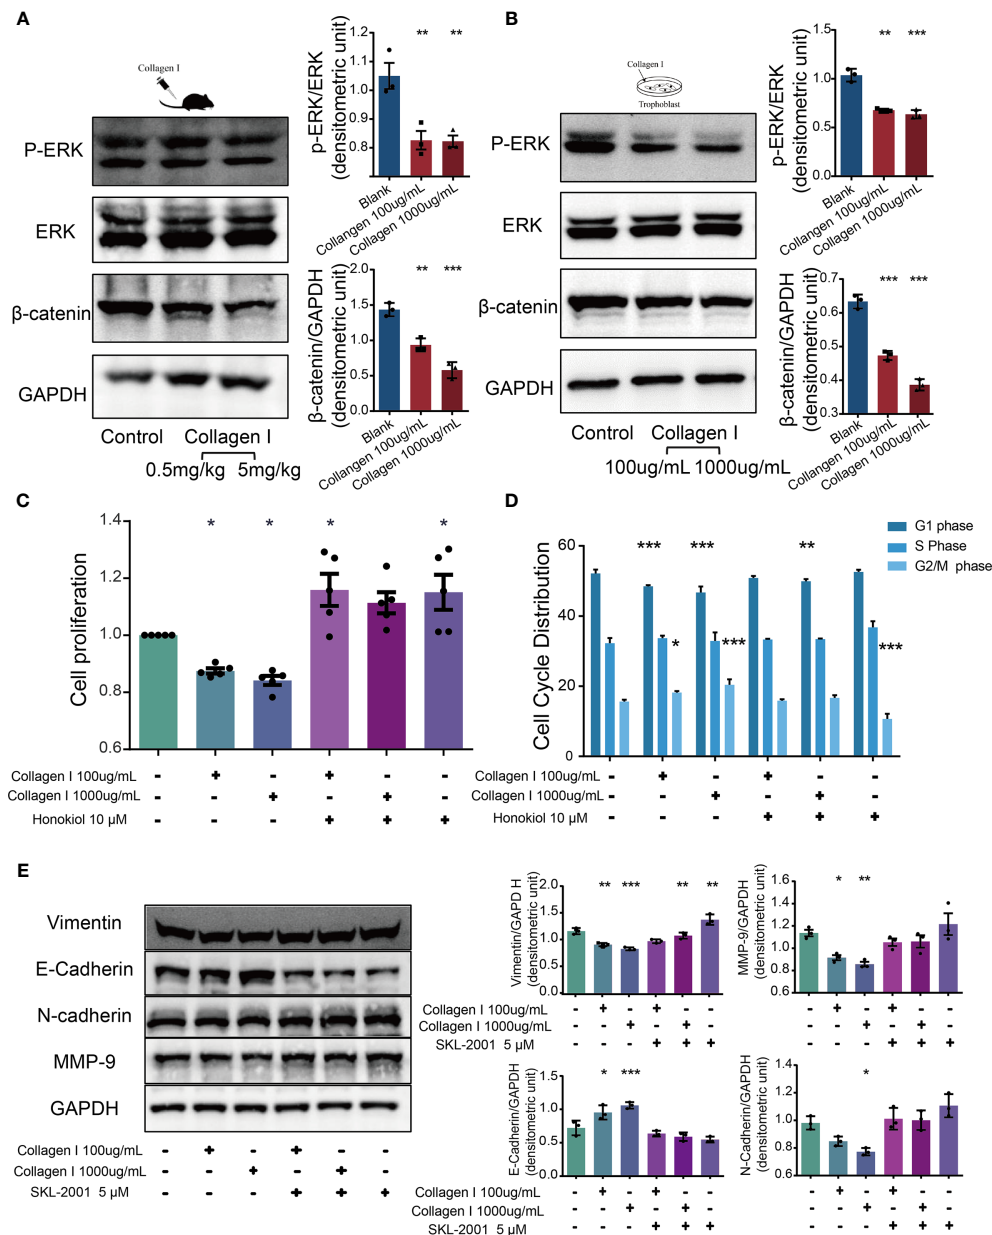 A
Collagen I
P-ERK
ERK
β-catenin
GAPDH
Control Collagen I
0.5mg/kg 5mg/kg
p-ERK/ERK
(densitometric unit)
1.2
1.1
1.0
0.9
0.8
** **
Blank
Collangen 100ug/mL
Collagen 1000ug/mL
β-catenin/GAPDH
(densitometric unit)
2.0
1.5
1.0
0.5
0.0
** ***
Blank
Collangen 100ug/mL
Collagen 1000ug/mL
B
Collagen I
Trophoblast
P-ERK
ERK
β-catenin
GAPDH
Control Collagen I
100ug/mL 1000ug/mL
p-ERK/ERK
(densitometric unit)
1.5
1.0
0.5
0.0
** ***
Blank
Collangen 100ug/mL
Collagen 1000ug/mL
β-catenin/GAPDH
(densitometric unit)
0.7
0.6
0.5
0.4
0.3
*** ***
Blank
Collangen 100ug/mL
Collagen 1000ug/mL
C
Cell proliferation
1.4
1.2
1.0
0.8
0.6
* * * *
Collagen I 100ug/mL - + - + - -
Collagen I 1000ug/mL - - + - + -
Honokiol 10 μM - - - + + +
D
Cell Cycle Distribution
60
40
20
0
*** *** **
* *** ***
G1 phase
S Phase
G2/M phase
Collagen I 100ug/mL - + - + - -
Collagen I 1000ug/mL - - + - + -
Honokiol 10 μM - - - + + +
E
Vimentin
E-Cadherin
N-cadherin
MMP-9
GAPDH
Collagen I 100ug/mL - + - + - -
Collagen I 1000ug/mL - - + - + -
SKL-2001 5 μM - - - + + +
Vimentin/GAPD H
(densitometric unit)
2.0
1.5
1.0
0.5
0.0
** *** ** **
MMP-9/GAPDH
(densitometric unit)
1.6
1.4
1.2
1.0
0.8
0.6
* **
Collagen I 100ug/mL - + - + - - - + - + - -
Collagen I 1000ug/mL - - + - + - - - + - + -
SKL-2001 5 μM - - - + + + - - - + + +
E-Cadherin/GAPDH
(densitometric unit)
1.5
1.0
0.5
0.0
* ***
N-Cadherin/GAPDH
(densitometric unit)
1.4
1.2
1.0
0.8
0.6
*
Collagen I 100ug/mL - + - + - - - + - + - -
Collagen I 1000ug/mL - - + - + - - - + - + -
SKL-2001 5 μM - - - + + + - - - + + +